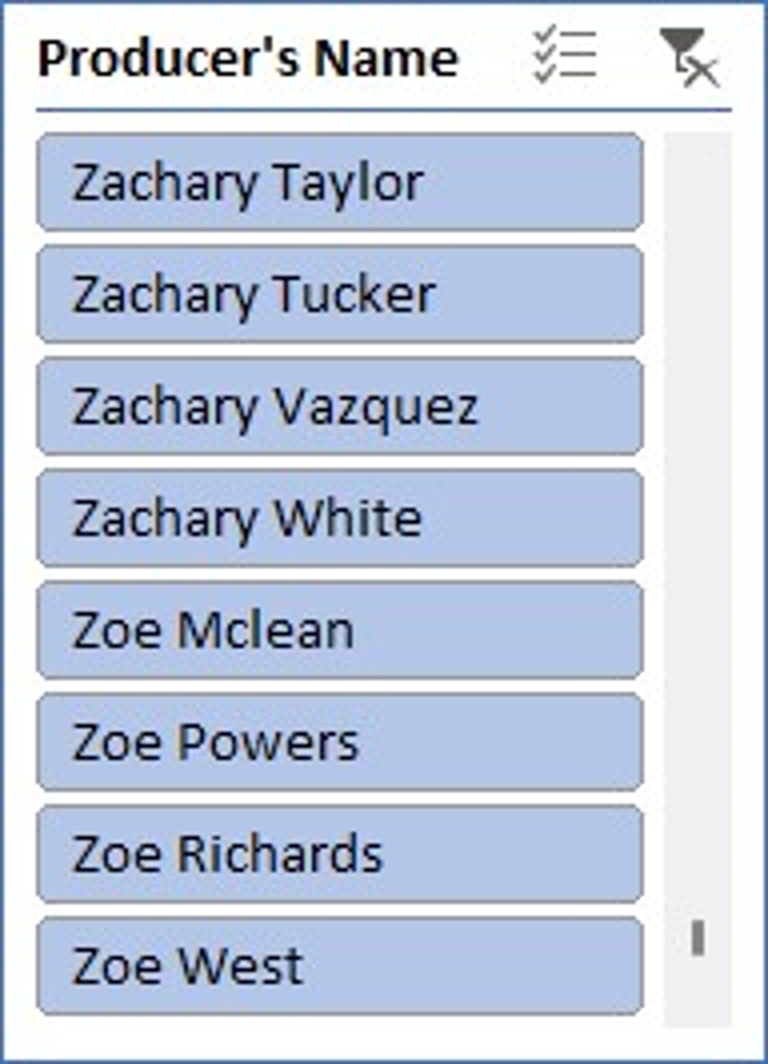 Producer's Name
Zachary Taylor
Zachary Tucker
Zachary Vazquez
Zachary White
Zoe Mclean
Zoe Powers
Zoe Richards
Zoe West